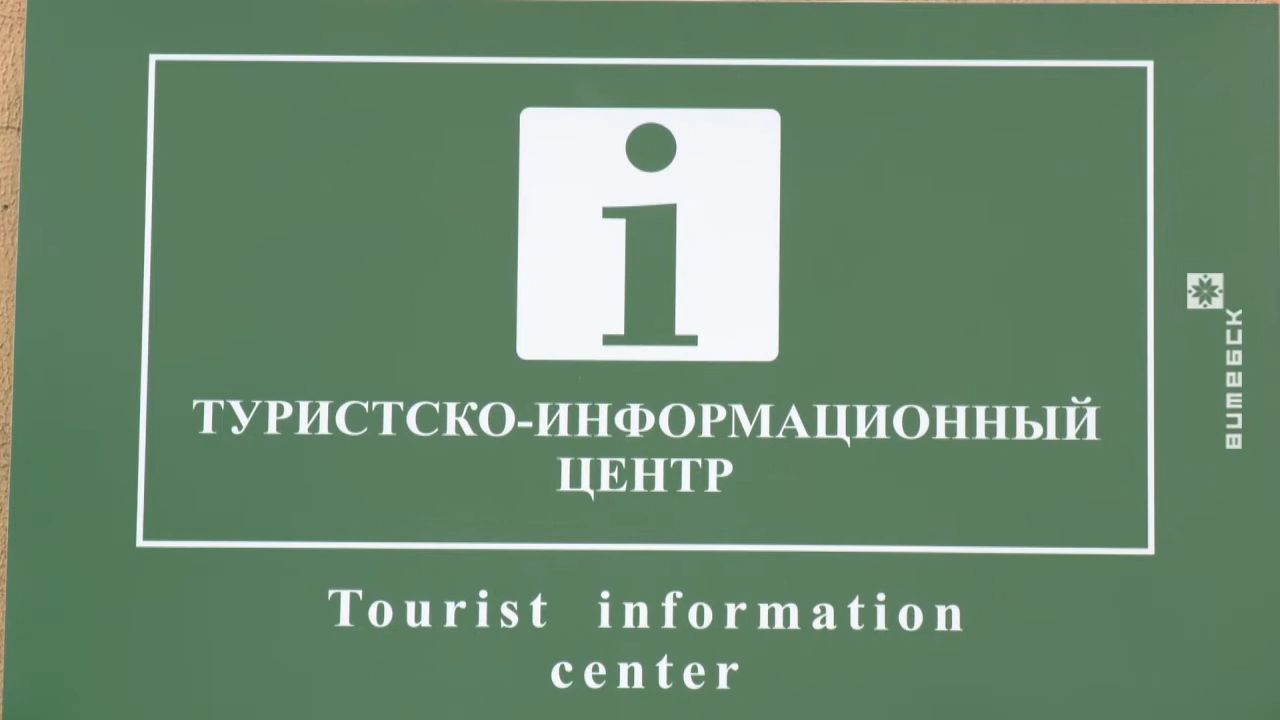 i
ТУРИСТСКО-ИНФОРМАЦИОННЫЙ
ЦЕНТР
Tourist information
center
витебск